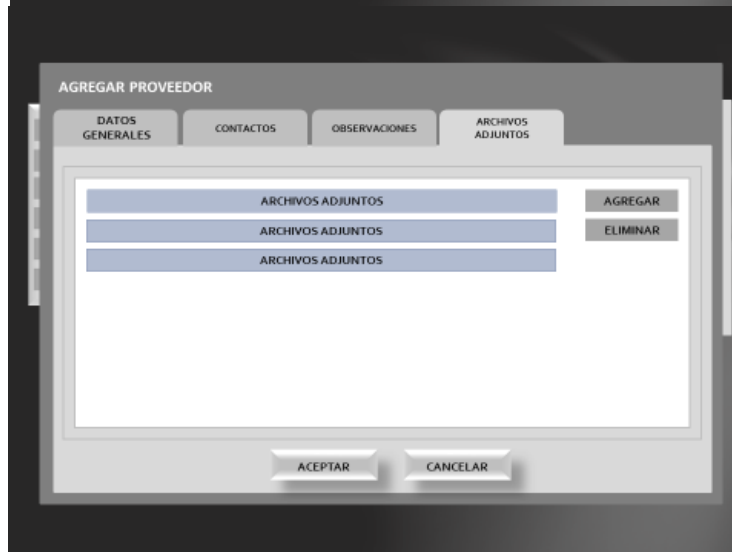 AGREGAR PROVEEDOR
DATOS
GENERALES
CONTACTOS
OBSERVACIONES
ARCHIVOS
ADJUNTOS
ARCHIVOS ADJUNTOS
AGREGAR
ARCHIVOS ADJUNTOS
ELIMINAR
ARCHIVOS ADJUNTOS
ACEPTAR
CANCELAR